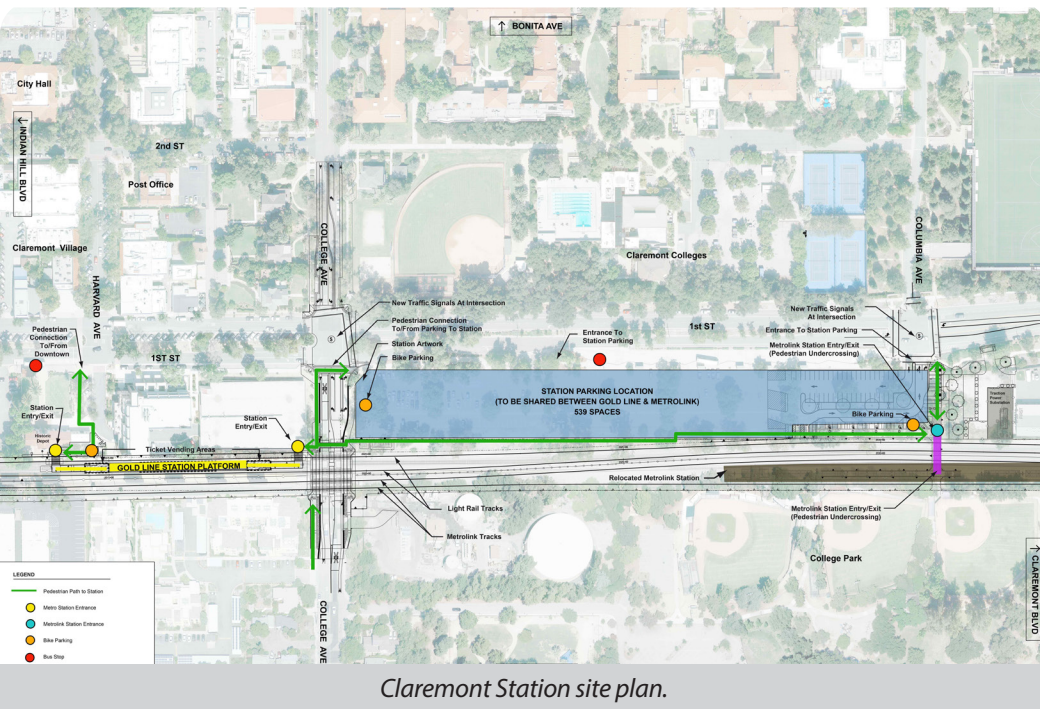 ↑ BONITA AVE
City Hall
↓ INDIAN HILL BLVD
2nd ST
Post Office
Claremont Village
HARVARD AVE
COLLEGE AVE
Claremont Colleges
COLUMBIA AVE
New Traffic Signals At Intersection
Pedestrian Connection
To/From Parking To Station
Station Artwork
Bike Parking
Entrance To
Station Parking
1st ST
New Traffic Signals
At Intersection
Entrance To Station Parking
Metrolink Station Entry/Exit
(Pedestrian Undercrossing)
Pedestrian
Connection
To/From
Downtown
1ST ST
S
S
STATION PARKING LOCATION
(TO BE SHARED BETWEEN GOLD LINE & METROLINK)
539 SPACES
Traction
Power
Substation
Bike Parking
Station
Entry/Exit
Historic
Depot
Station
Entry/Exit
Ticket Vending Areas
GOLD LINE STATION PLATFORM
Relocated Metrolink Station
Light Rail Tracks
Metrolink Tracks
Metrolink Station Entry/Exit
(Pedestrian Undercrossing)
College Park
↑ CLAREMONT BLVD
COLLEGE AVE
LEGEND
Pedestrian Path to Station
Metro Station Entrance
Metrolink Station Entrance
Bike Parking
Bus Stop
Claremont Station site plan.